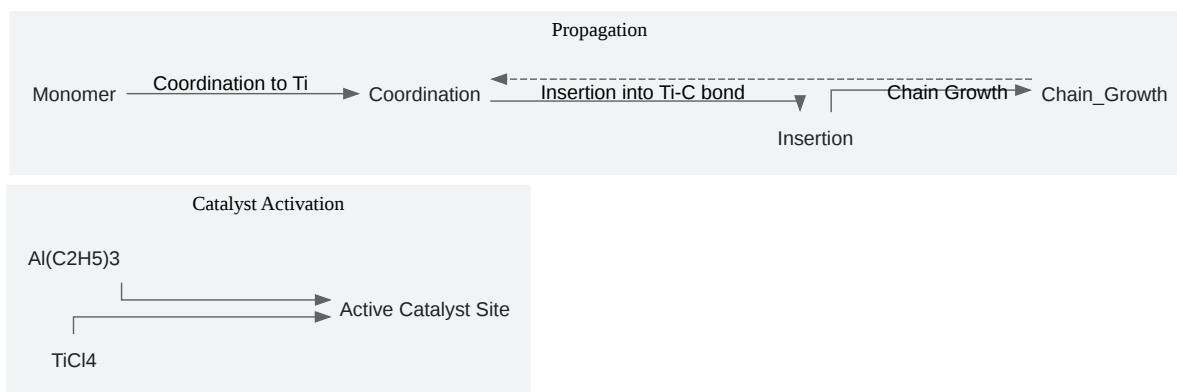 Propagation
Monomer Coordination to Ti Coordination Insertion into Ti-C bond Chain Growth Chain_Growth
Insertion
Catalyst Activation
Al(C2H5)3
Active Catalyst Site
TiCl4